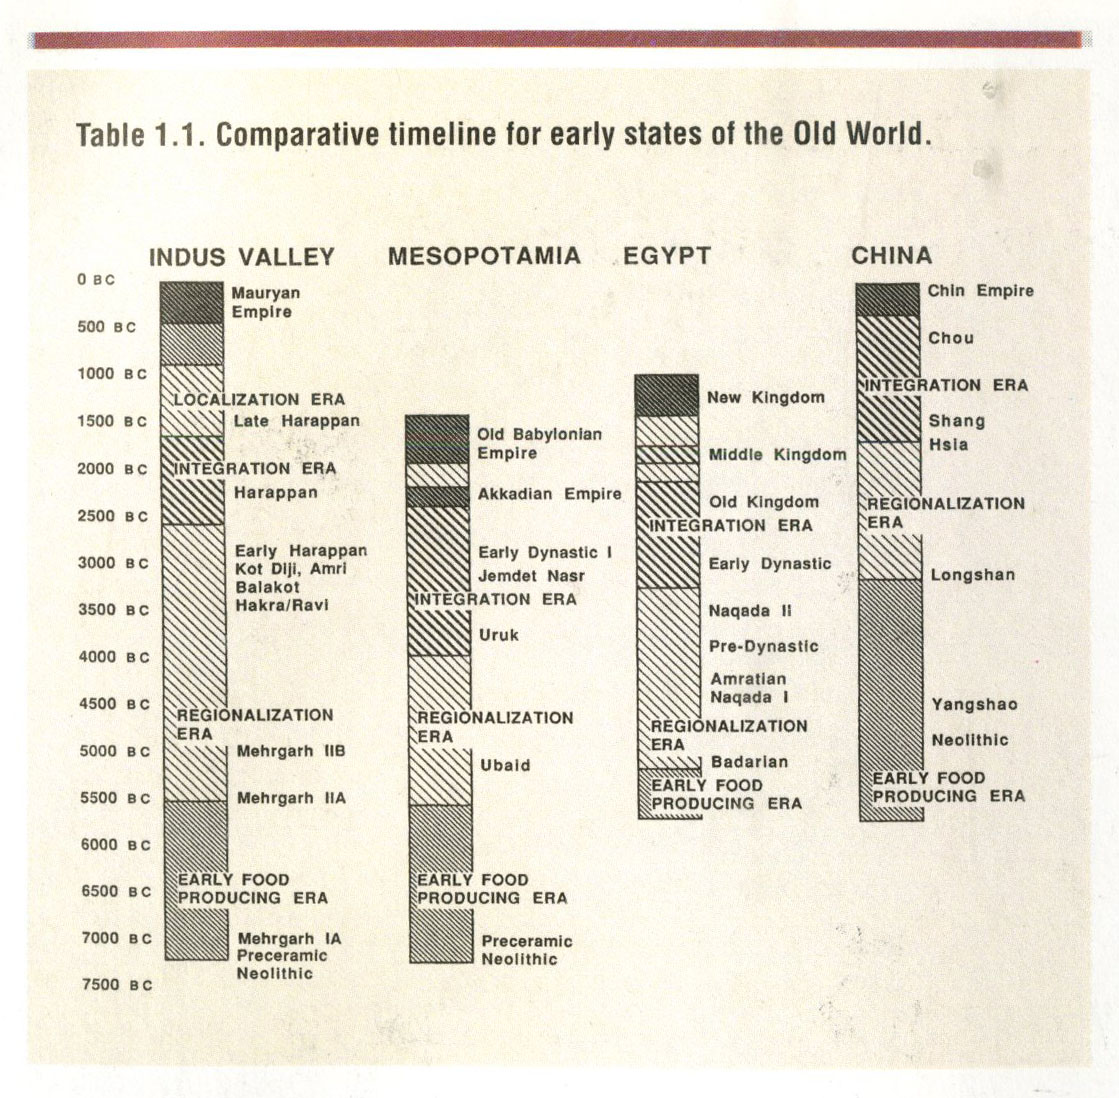 Table 1.1. Comparative timeline for early states of the Old World.
INDUS VALLEY
MESOPOTAMIA
EGYPT
CHINA
0 BC
500 BC
1000 BC
1500 BC
2000 BC
2500 BC
3000 BC
3500 BC
4000 BC
4500 BC
5000 BC
5500 BC
6000 BC
6500 BC
7000 BC
7500 BC
Mauryan
Empire
LOCALIZATION ERA
Late Harappan
INTEGRATION ERA
Harappan
Early Harappan
Kot Diji, Amri
Balakot
Hakra/Ravi
REGIONALIZATION
ERA
Mehrgarh IIB
Mehrgarh IIA
EARLY FOOD
PRODUCING ERA
Mehrgarh IA
Preceramic
Neolithic
Old Babylonian
Empire
Akkadian Empire
Early Dynastic I
Jemdet Nasr
INTEGRATION ERA
Uruk
REGIONALIZATION
ERA
Ubaid
EARLY FOOD
PRODUCING ERA
Preceramic
Neolithic
New Kingdom
Middle Kingdom
Old Kingdom
INTEGRATION ERA
Early Dynastic
Naqada II
Pre-Dynastic
Amratian
Naqada I
REGIONALIZATION
ERA
Badarian
EARLY FOOD
PRODUCING ERA
Chin Empire
Chou
INTEGRATION ERA
Shang
Hsia
REGIONALIZATION
ERA
Longshan
Yangshao
Neolithic
EARLY FOOD
PRODUCING ERA